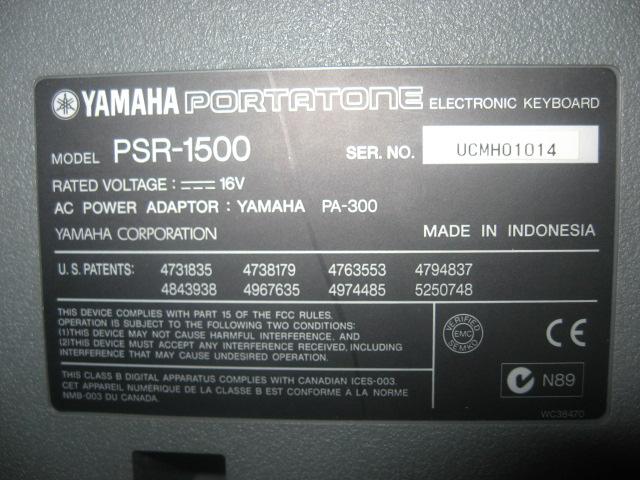 YAMAHA PORTATONE ELECTRONIC KEYBOARD
MODEL PSR-1500 SER. NO. UCMH01014
RATED VOLTAGE : 16V
AC POWER ADAPTOR : YAMAHA PA-300
YAMAHA CORPORATION MADE IN INDONESIA
U.S. PATENTS: 4731835 4738179 4763553 4794837
4843938 4967635 4974485 5250748
THIS DEVICE COMPLIES WITH PART 15 OF THE FCC RULES.
OPERATION IS SUBJECT TO THE FOLLOWING TWO CONDITIONS:
(1)THIS DEVICE MAY NOT CAUSE HARMFUL INTERFERENCE, AND
(2)THIS DEVICE MUST ACCEPT ANY INTERFERENCE RECEIVED, INCLUDING
INTERFERENCE THAT MAY CAUSE UNDESIRED OPERATION.
VERIFIED EMC SEMKO
CE
THIS CLASS B DIGITAL APPARATUS COMPLIES WITH CANADIAN ICES-003.
CET APPAREIL NUMÉRIQUE DE LA CLASSE B EST CONFORME A LA NORME
NMB-003 DU CANADA.
N89
WC38470